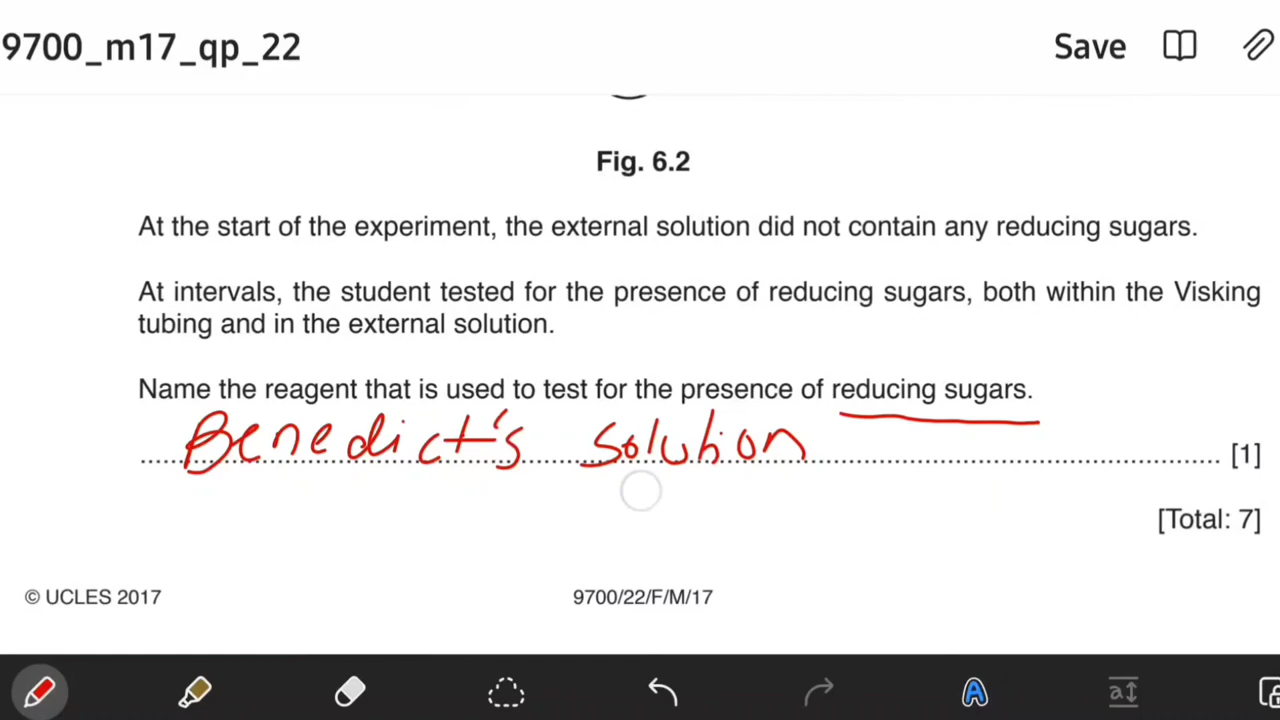 9700_m17_qp_22 Save
Fig. 6.2
At the start of the experiment, the external solution did not contain any reducing sugars.
At intervals, the student tested for the presence of reducing sugars, both within the Visking
tubing and in the external solution.
Name the reagent that is used to test for the presence of reducing sugars.
Benedict's solution
[1]
[Total: 7]
© UCLES 2017 9700/22/F/M/17
A a